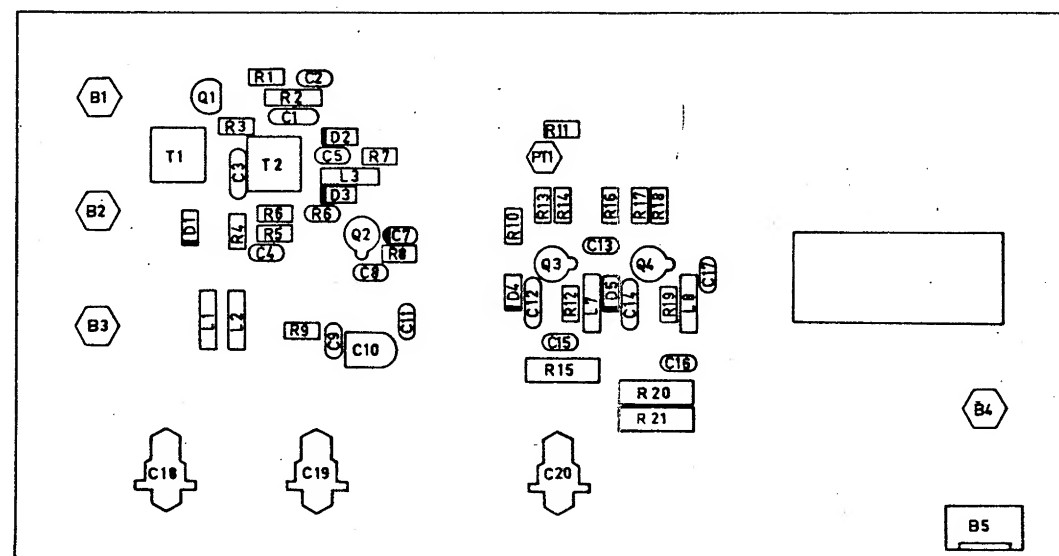 R1 C2
B1 Q1 R2
C1
R3 D2 R11
T1 T2 C5 R7 PT1
C3 L3
D3 R13 R14 R16 R17 R18
B2 R6 R6
D1 R4 R5 Q2 C7 R10
C4 R8 C13
C8 Q3 Q4 C17
D4 C12 R12 L7 D5 C14 R19 L8
B3 L1 L2 R9 C9 C10 C11
C15
R15 C16
R 20
R 21 B4
C18 C19 C20
B5